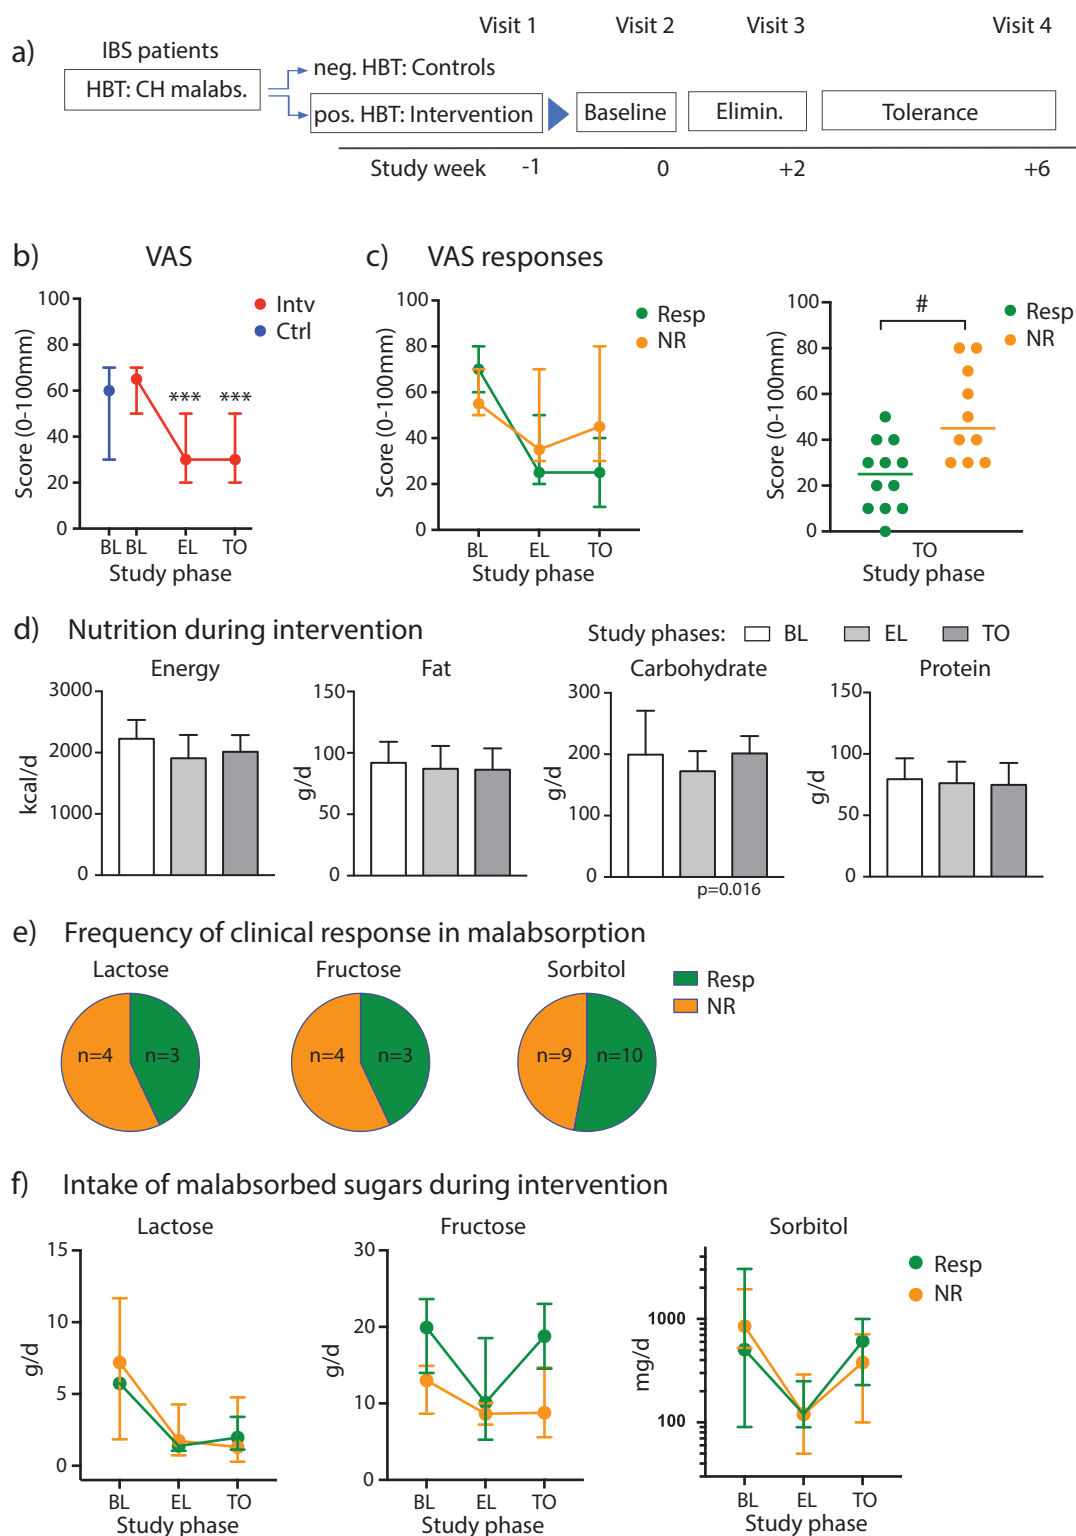 a)
Visit 1 Visit 2 Visit 3 Visit 4
IBS patients
HBT: CH malabs.
neg. HBT: Controls
pos. HBT: Intervention
Baseline
Elimin.
Tolerance
Study week -1 0 +2 +6
b) VAS
Score (0-100mm)
100
80
60
40
20
0
*** ***
Intv
Ctrl
BL BL EL TO
Study phase
c) VAS responses
Score (0-100mm)
100
80
60
40
20
0
Resp
NR
BL EL TO
Study phase
Score (0-100mm)
100
80
60
40
20
0
#
Resp
NR
TO
Study phase
d) Nutrition during intervention
Study phases: BL EL TO
Energy
kcal/d
3000
2000
1000
0
Fat
g/d
150
100
50
0
Carbohydrate
g/d
300
200
100
0
p=0.016
Protein
g/d
150
100
50
0
e) Frequency of clinical response in malabsorption
Lactose
n=4 n=3
Fructose
n=4 n=3
Sorbitol
n=9 n=10
Resp
NR
f) Intake of malabsorbed sugars during intervention
Lactose
g/d
15
10
5
0
BL EL TO
Study phase
Fructose
g/d
30
20
10
0
BL EL TO
Study phase
Sorbitol
mg/d
1000
100
BL EL TO
Study phase
Resp
NR